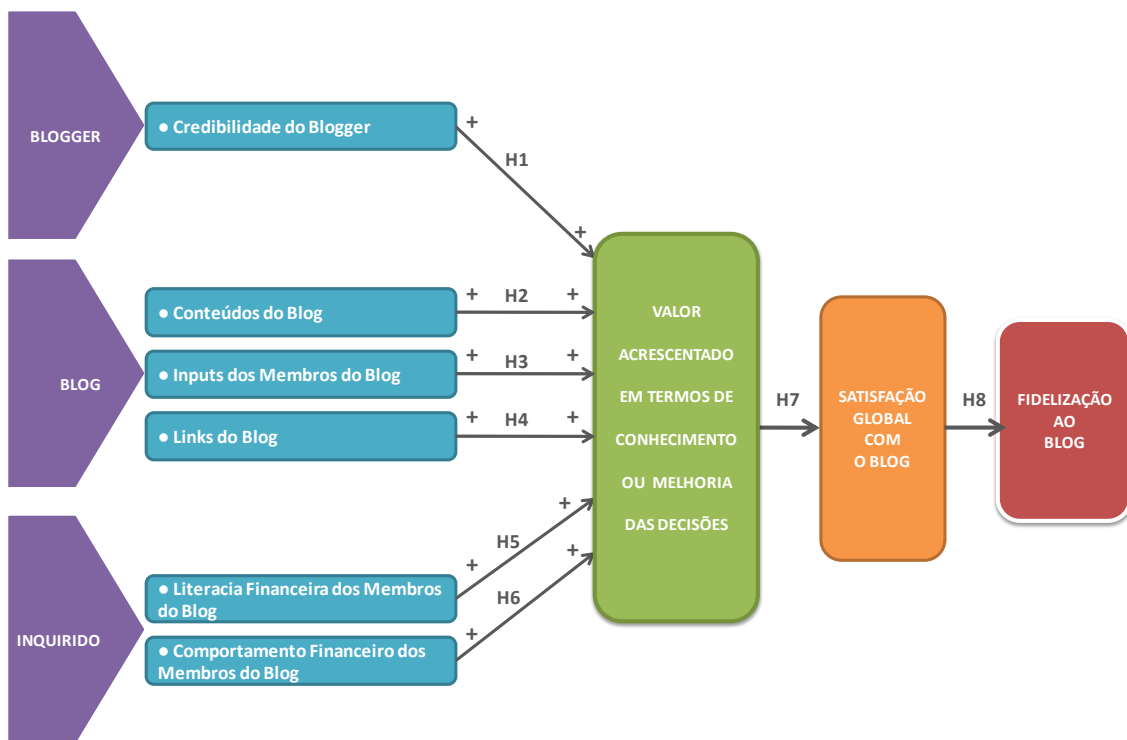 BLOGGER
● Credibilidade do Blogger
+
H1
+
BLOG
● Conteúdos do Blog
+ H2 +
● Inputs dos Membros do Blog
+ H3 +
● Links do Blog
+ H4 +
INQUIRIDO
● Literacia Financeira dos Membros
do Blog
+
H5
+
● Comportamento Financeiro dos
Membros do Blog
+
H6
+
VALOR
ACRESCENTADO
EM TERMOS DE
CONHECIMENTO
OU MELHORIA
DAS DECISÕES
H7
SATISFAÇÃO
GLOBAL
COM
O BLOG
H8
FIDELIZAÇÃO
AO
BLOG